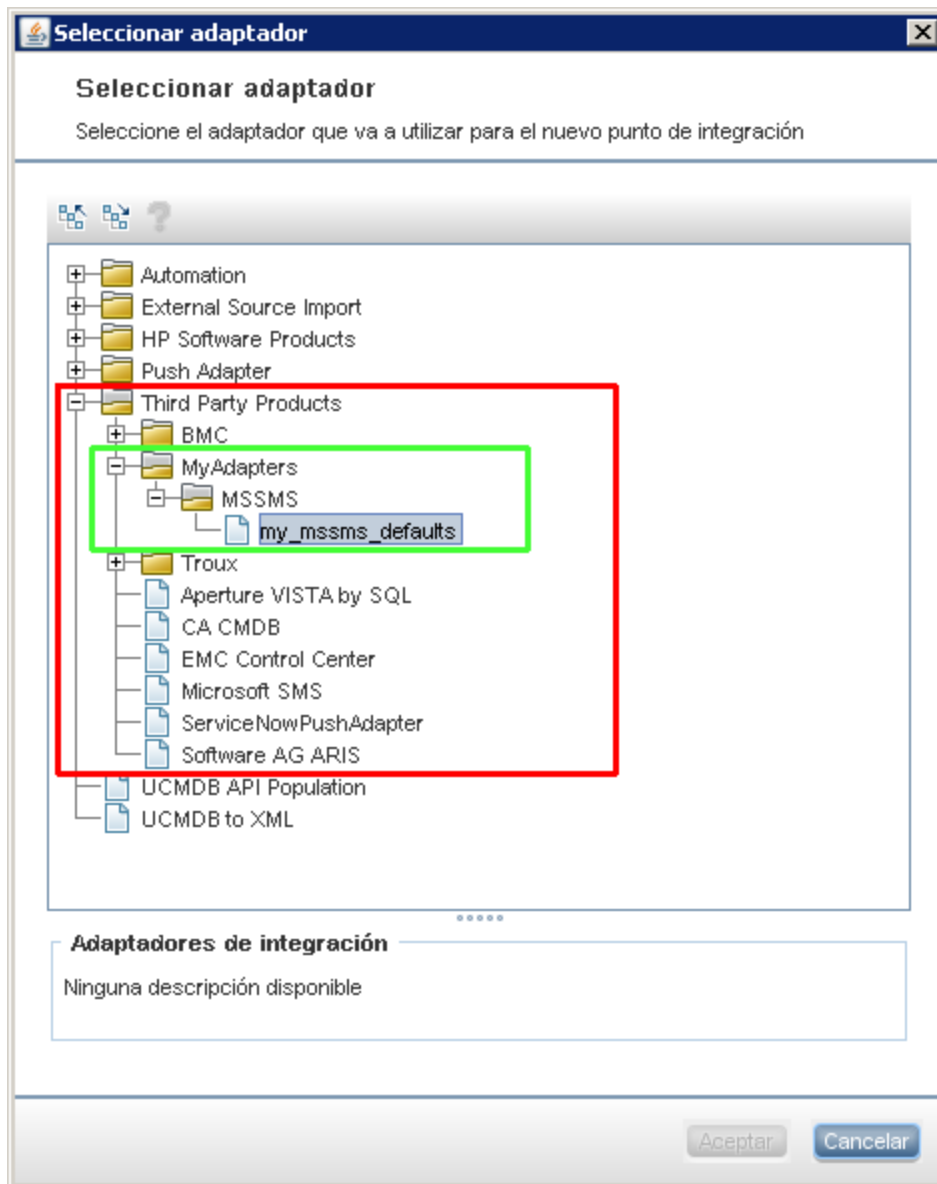 Seleccionar adaptador
Seleccionar adaptador
Seleccione el adaptador que va a utilizar para el nuevo punto de integración
Automation
External Source Import
HP Software Products
Push Adapter
Third Party Products
BMC
MyAdapters
MSSMS
my_mssms_defaults
Troux
Aperture VISTA by SQL
CA CMDB
EMC Control Center
Microsoft SMS
ServiceNowPushAdapter
Software AG ARIS
UCMDB API Population
UCMDB to XML
Adaptadores de integración
Ninguna descripción disponible
Aceptar
Cancelar